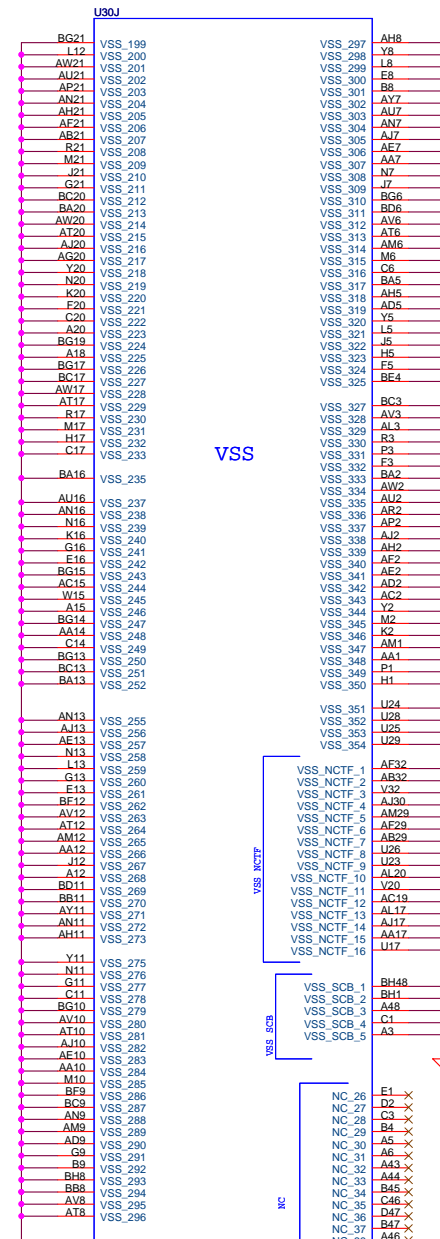 U30J
BG21 VSS_199
L12 VSS_200
AW21 VSS_201
AU21 VSS_202
AP21 VSS_203
AN21 VSS_204
AH21 VSS_205
AF21 VSS_206
AB21 VSS_207
R21 VSS_208
M21 VSS_209
J21 VSS_210
G21 VSS_211
BC20 VSS_212
BA20 VSS_213
AW20 VSS_214
AT20 VSS_215
AJ20 VSS_216
AG20 VSS_217
Y20 VSS_218
N20 VSS_219
K20 VSS_220
F20 VSS_221
C20 VSS_222
A20 VSS_223
BG19 VSS_224
A18 VSS_225
BG17 VSS_226
BC17 VSS_227
AW17 VSS_228
AT17 VSS_229
R17 VSS_230
M17 VSS_231
H17 VSS_232
C17 VSS_233
BA16 VSS_235
AU16 VSS_237
AN16 VSS_238
N16 VSS_239
K16 VSS_240
G16 VSS_241
E16 VSS_242
BG15 VSS_243
AC15 VSS_244
W15 VSS_245
A15 VSS_246
BG14 VSS_247
AA14 VSS_248
C14 VSS_249
BG13 VSS_250
BC13 VSS_251
BA13 VSS_252
AN13 VSS_255
AJ13 VSS_256
AE13 VSS_257
N13 VSS_258
L13 VSS_259
G13 VSS_260
E13 VSS_261
BF12 VSS_262
AV12 VSS_263
AT12 VSS_264
AM12 VSS_265
AA12 VSS_266
J12 VSS_267
A12 VSS_268
BD11 VSS_269
BB11 VSS_270
AY11 VSS_271
AN11 VSS_272
AH11 VSS_273
Y11 VSS_275
N11 VSS_276
G11 VSS_277
C11 VSS_278
BG10 VSS_279
AV10 VSS_280
AT10 VSS_281
AJ10 VSS_282
AE10 VSS_283
AA10 VSS_284
M10 VSS_285
BF9 VSS_286
BC9 VSS_287
AN9 VSS_288
AM9 VSS_289
AD9 VSS_290
G9 VSS_291
B9 VSS_292
BH8 VSS_293
BB8 VSS_294
AV8 VSS_295
AT8 VSS_296
VSS
VSS_297 AH8
VSS_298 Y8
VSS_299 L8
VSS_300 E8
VSS_301 B8
VSS_302 AY7
VSS_303 AU7
VSS_304 AN7
VSS_305 AJ7
VSS_306 AE7
VSS_307 AA7
VSS_308 N7
VSS_309 J7
VSS_310 BG6
VSS_311 BD6
VSS_312 AV6
VSS_313 AT6
VSS_314 AM6
VSS_315 M6
VSS_316 C6
VSS_317 BA5
VSS_318 AH5
VSS_319 AD5
VSS_320 Y5
VSS_321 L5
VSS_322 J5
VSS_323 H5
VSS_324 F5
VSS_325 BE4
VSS_327 BC3
VSS_328 AV3
VSS_329 AL3
VSS_330 R3
VSS_331 P3
VSS_332 F3
VSS_333 BA2
VSS_334 AW2
VSS_335 AU2
VSS_336 AR2
VSS_337 AP2
VSS_338 AJ2
VSS_339 AH2
VSS_340 AF2
VSS_341 AE2
VSS_342 AD2
VSS_343 AC2
VSS_344 Y2
VSS_345 M2
VSS_346 K2
VSS_347 AM1
VSS_348 AA1
VSS_349 P1
VSS_350 H1
VSS_351 U24
VSS_352 U28
VSS_353 U25
VSS_354 U29
VSS NCTF
VSS_NCTF_1 AF32
VSS_NCTF_2 AB32
VSS_NCTF_3 V32
VSS_NCTF_4 AJ30
VSS_NCTF_5 AM29
VSS_NCTF_6 AF29
VSS_NCTF_7 AB29
VSS_NCTF_8 U26
VSS_NCTF_9 U23
VSS_NCTF_10 AL20
VSS_NCTF_11 V20
VSS_NCTF_12 AC19
VSS_NCTF_13 AL17
VSS_NCTF_14 AJ17
VSS_NCTF_15 AA17
VSS_NCTF_16 U17
VSS SCB
VSS_SCB_1 BH48
VSS_SCB_2 BH1
VSS_SCB_3 A48
VSS_SCB_4 C1
VSS_SCB_5 A3
NC
NC_26 E1
NC_27 D2
NC_28 C3
NC_29 B4
NC_30 A5
NC_31 A6
NC_32 A43
NC_33 A44
NC_34 B45
NC_35 C46
NC_36 D47
NC_37 B47
A46